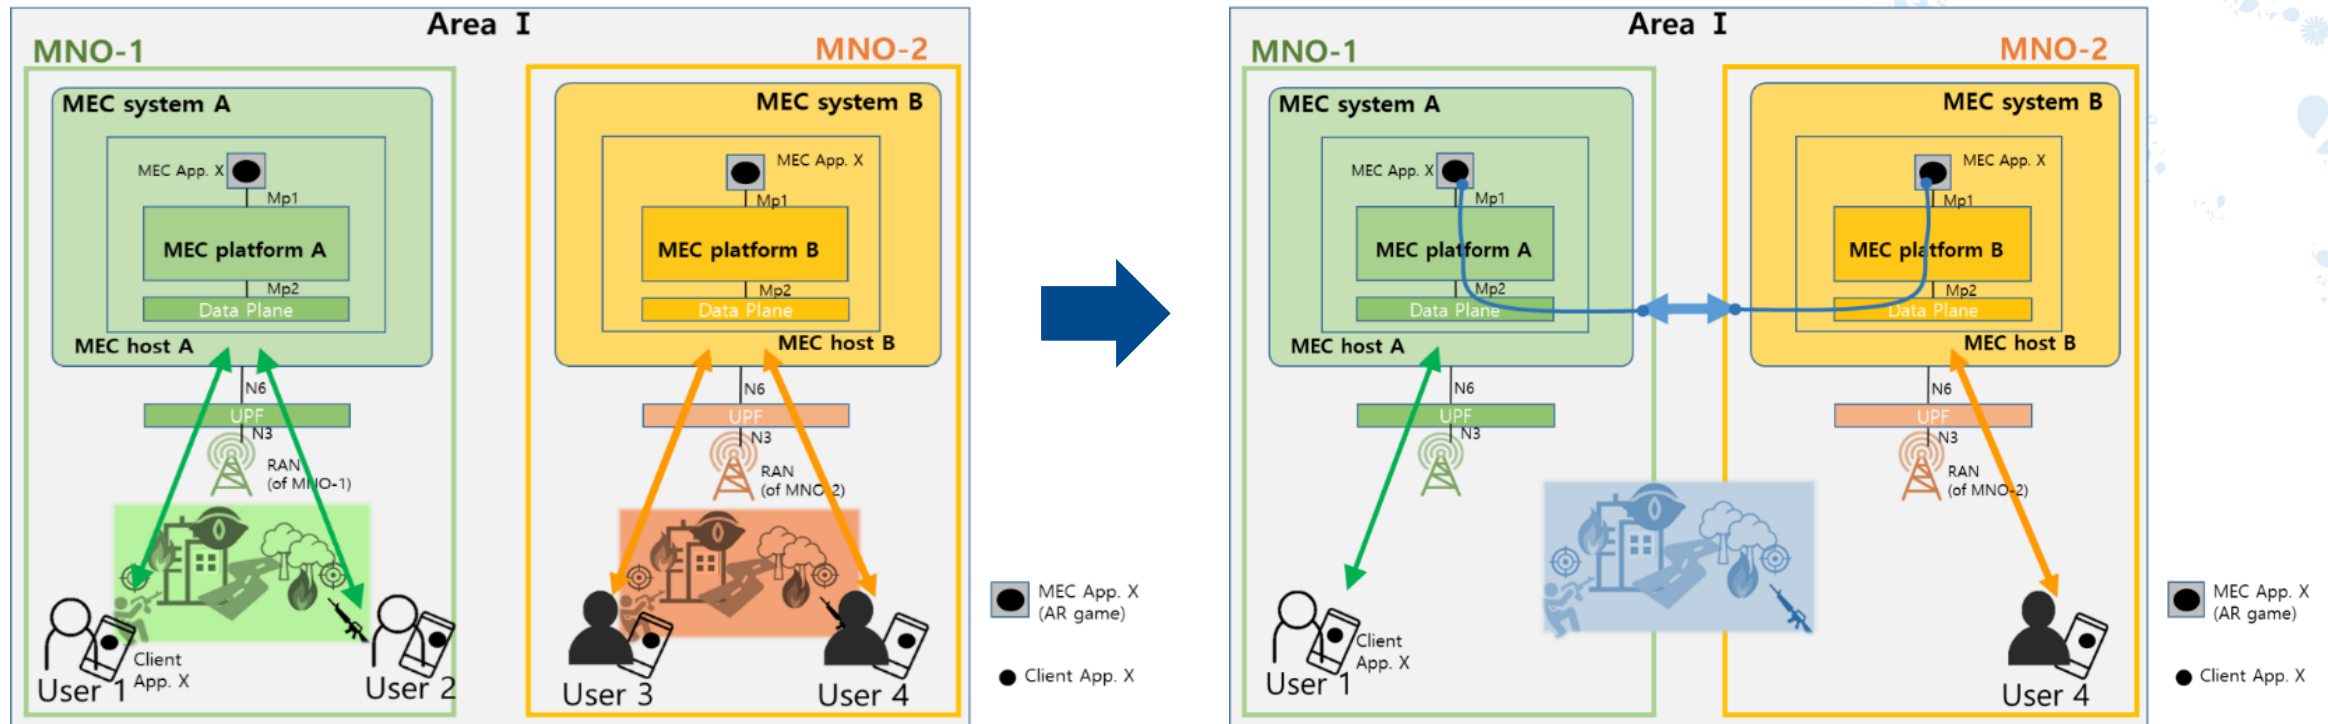 Area I
MNO-1
MNO-2
MEC system A
MEC App. X
Mp1
MEC platform A
Mp2
Data Plane
MEC host A
N6
UPF
N3
RAN
(of MNO-1)
Client
App. X
User 1
User 2
MEC system B
MEC App. X
Mp1
MEC platform B
Mp2
Data Plane
MEC host B
N6
UPF
N3
RAN
(of MNO-2)
User 3
User 4
MEC App. X
(AR game)
Client App. X
Area I
MNO-1
MNO-2
MEC system A
MEC App. X
Mp1
MEC platform A
Mp2
Data Plane
MEC host A
N6
UPF
N3
Client
App. X
User 1
MEC system B
MEC App. X
Mp1
MEC platform B
Mp2
Data Plane
MEC host B
N6
UPF
N3
RAN
(of MNO-2)
User 4
MEC App. X
(AR game)
Client App. X